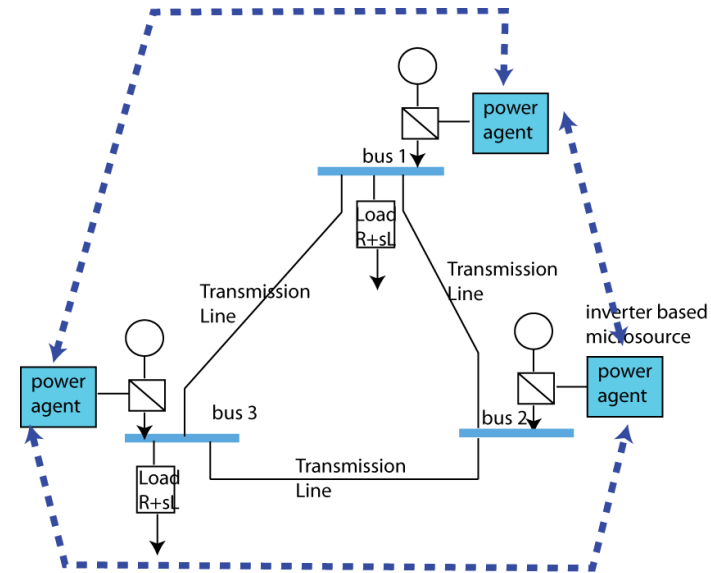 power
agent
bus 1
Load
R+sL
Transmission
Line
Transmission
Line
inverter based
microsource
power
agent
bus 2
power
agent
bus 3
Load
R+sL
Transmission
Line